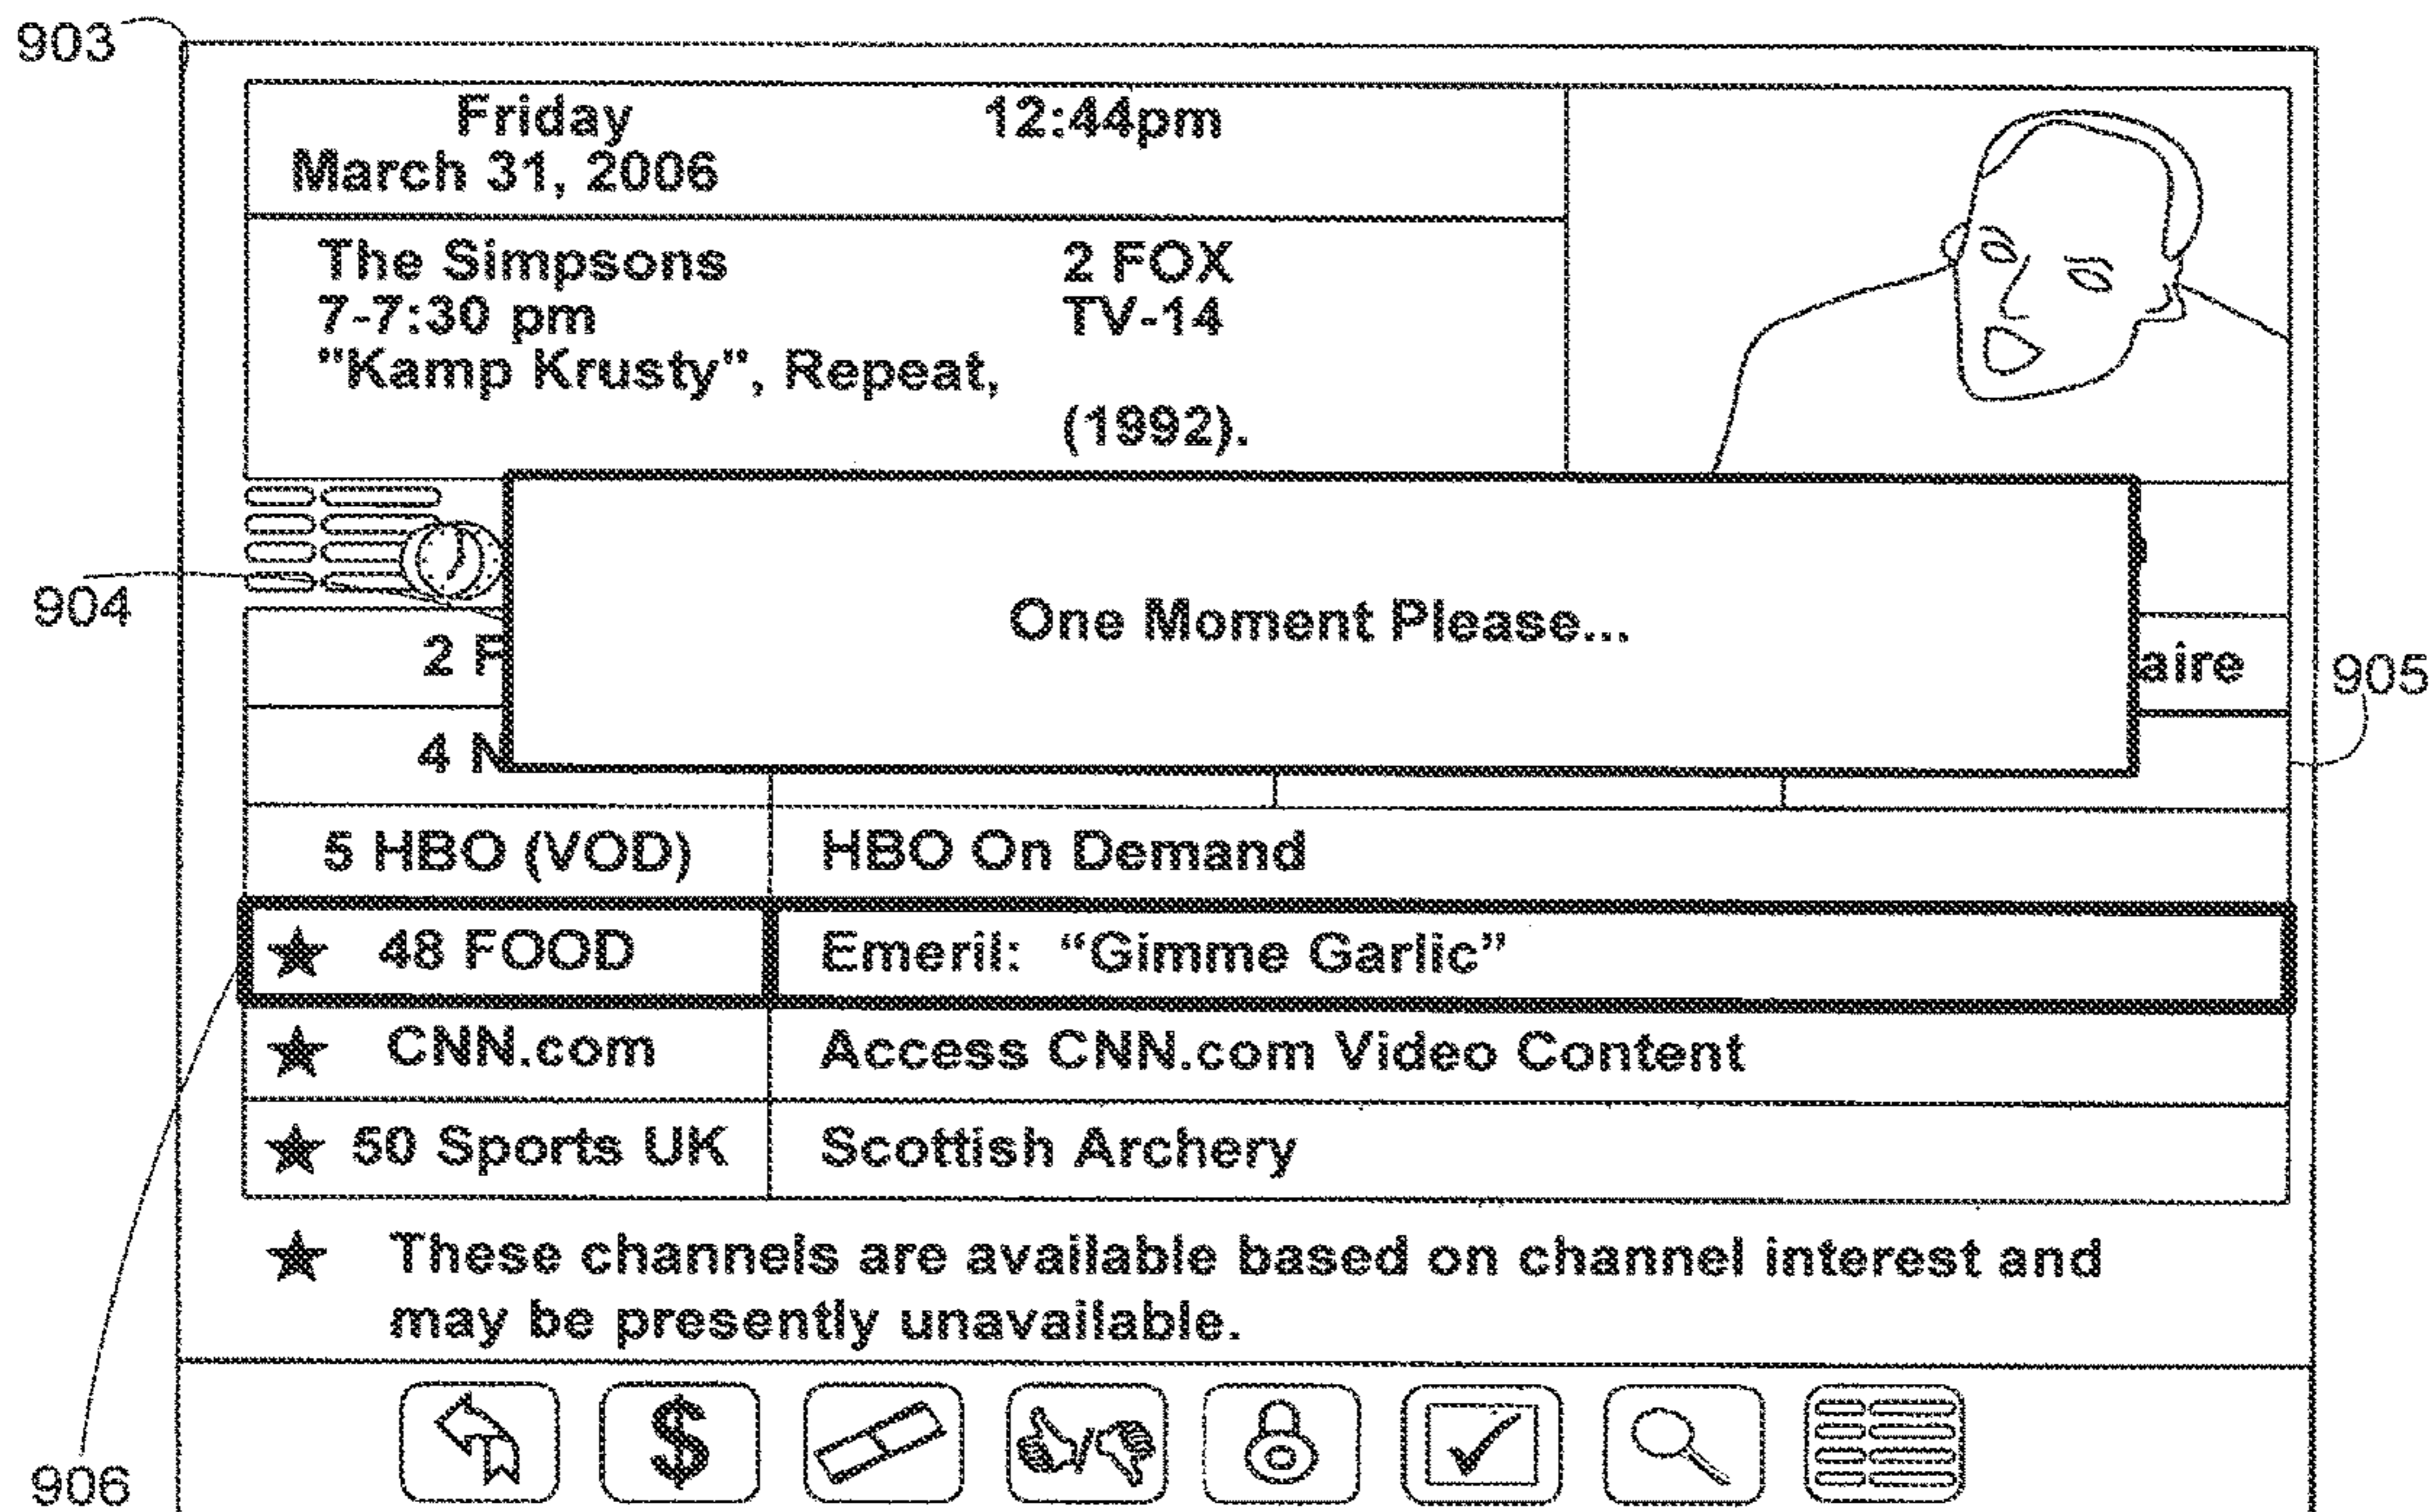 903
Friday 12:44pm
March 31, 2006
The Simpsons 2 FOX
7-7:30 pm TV-14
"Kamp Krusty", Repeat,
(1992).
904
One Moment Please...
2 F
aire
905
4 N
5 HBO (VOD) HBO On Demand
★ 48 FOOD Emeril: “Gimme Garlic”
★ CNN.com Access CNN.com Video Content
★ 50 Sports UK Scottish Archery
★ These channels are available based on channel interest and
may be presently unavailable.
$
906